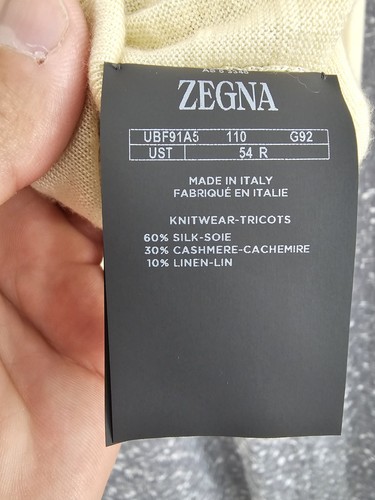 ZEGNA
UBF91A5 110 G92
UST 54 R
MADE IN ITALY
FABRIQUÉ EN ITALIE
KNITWEAR-TRICOTS
60% SILK-SOIE
30% CASHMERE-CACHEMIRE
10% LINEN-LIN